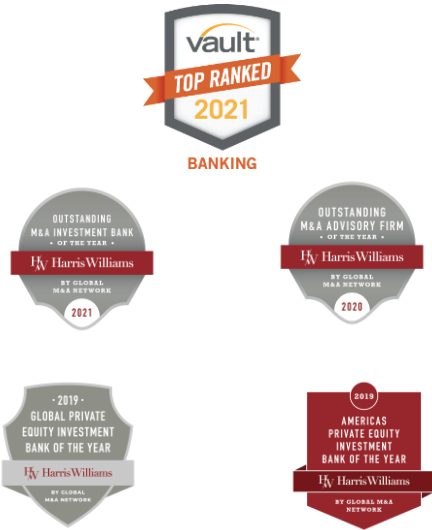 vault
TOP RANKED
2021
BANKING
OUTSTANDING
M&A INVESTMENT BANK
• OF THE YEAR •
HW HarrisWilliams
BY GLOBAL
M&A NETWORK
2021
OUTSTANDING
M&A ADVISORY FIRM
• OF THE YEAR •
HW HarrisWilliams
BY GLOBAL
M&A NETWORK
2020
• 2019 •
GLOBAL PRIVATE
EQUITY INVESTMENT
BANK OF THE YEAR
HW HarrisWilliams
BY GLOBAL
M&A NETWORK
2019
AMERICAS
PRIVATE EQUITY
INVESTMENT
BANK OF THE YEAR
HW HarrisWilliams
BY GLOBAL M&A
NETWORK